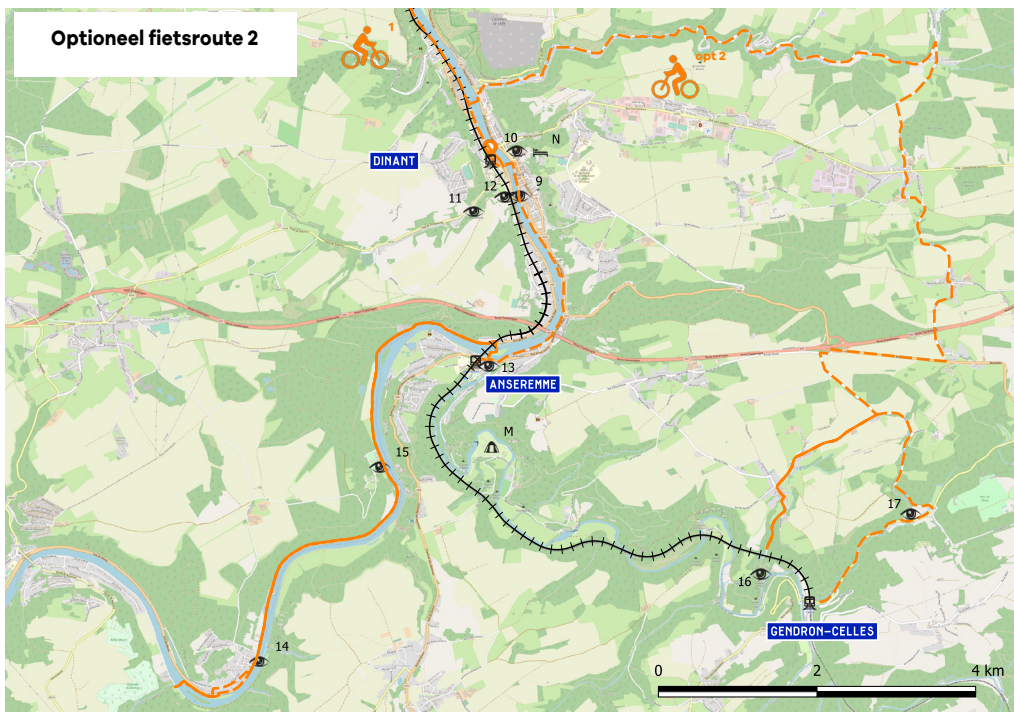 Optioneel fietsroute 2
1
opt 2
10
N
DINANT
12
9
11
13
ANSEREMME
M
15
17
16
GENDRON-CELLES
14
0
2
4 km